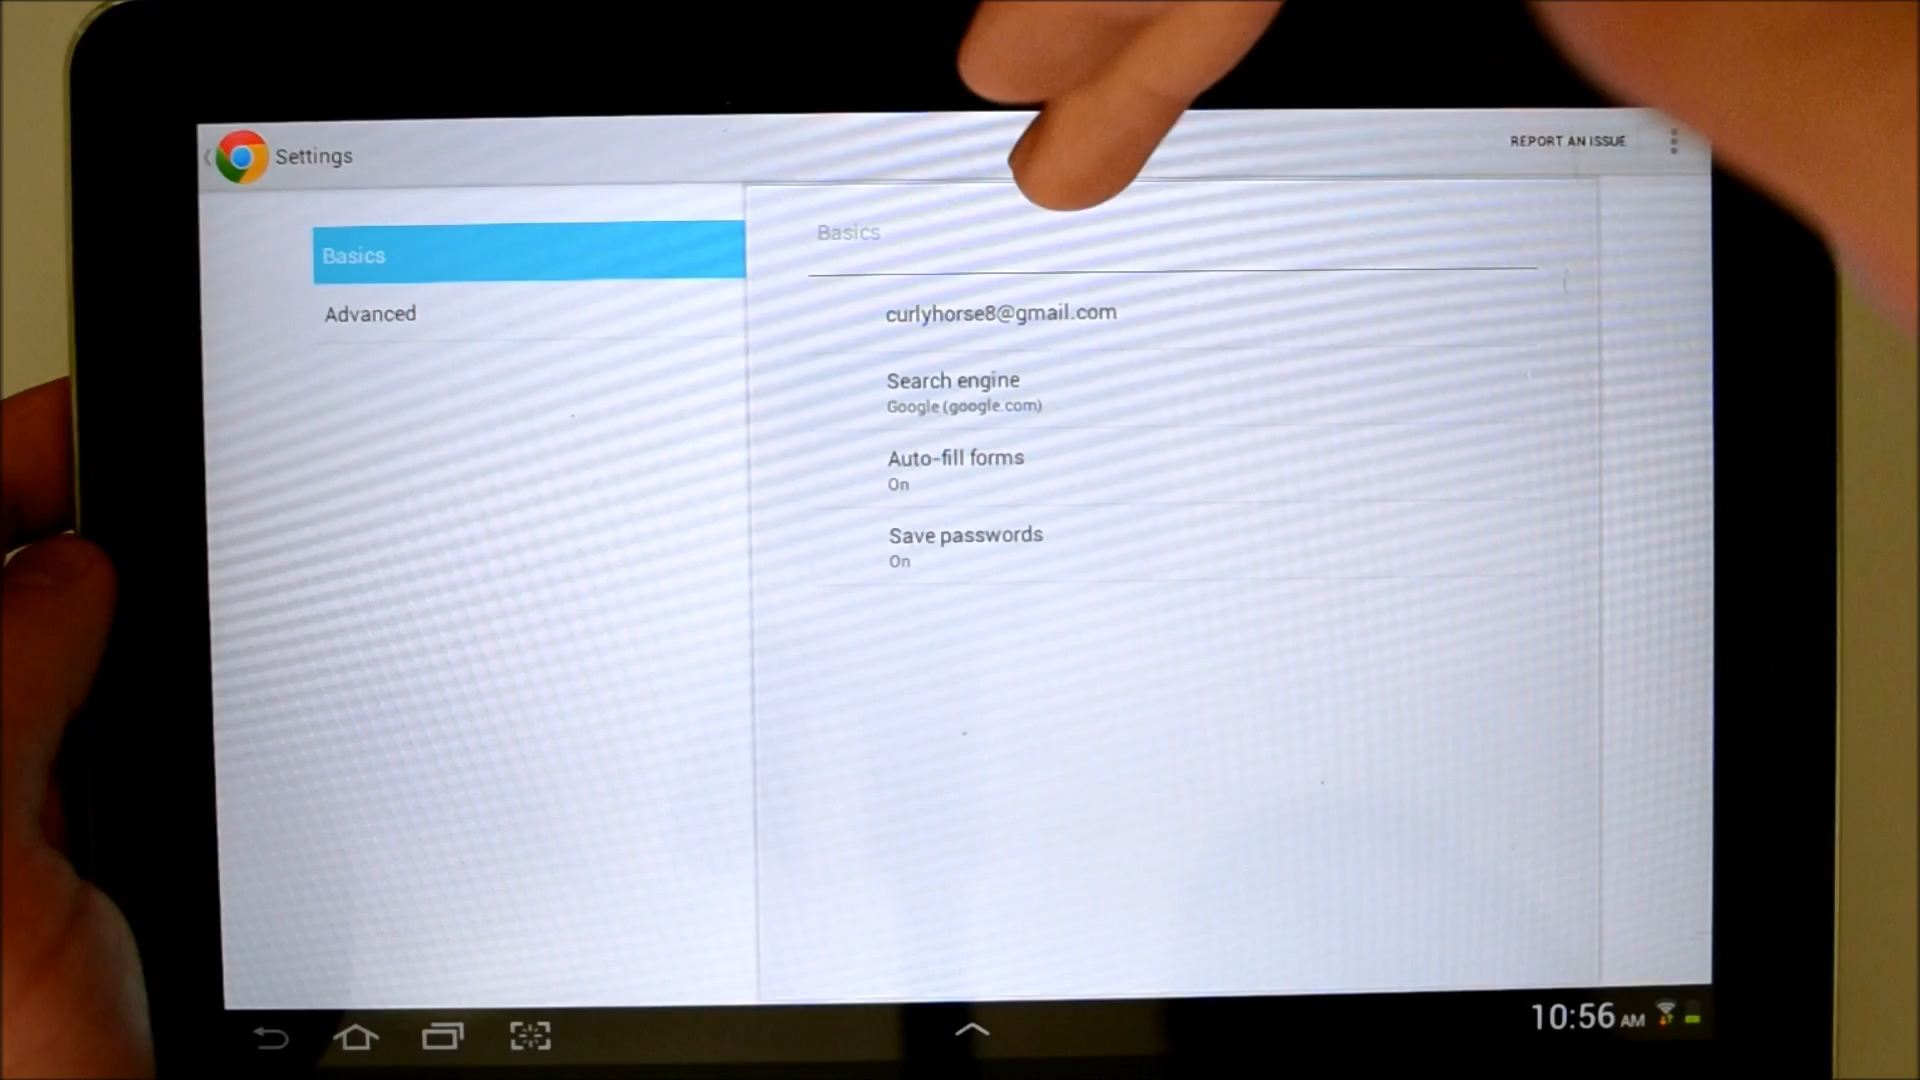 Settings
REPORT AN ISSUE
Basics
Advanced
Basics
curlyhorse8@gmail.com
Search engine
Google (google.com)
Auto-fill forms
On
Save passwords
On
10:56 AM